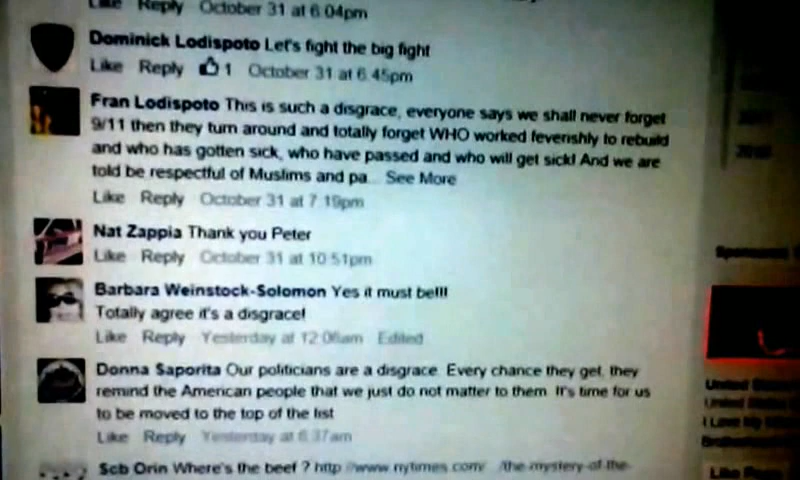 Like Reply October 31 at 6:04pm
Dominick Lodispoto Let's fight the big fight
Like Reply 1 October 31 at 6:45pm
Fran Lodispoto This is such a disgrace, everyone says we shall never forget
9/11 then they turn around and totally forget WHO worked feverishly to rebuild
and who has gotten sick, who have passed and who will get sick! And we are
told be respectful of Muslims and pa... See More
Like Reply October 31 at 7:19pm
Nat Zappia Thank you Peter
Like Reply October 31 at 10:51pm
Barbara Weinstock-Solomon Yes it must be!!!
Totally agree it's a disgrace!
Like Reply Yesterday at 12:06am Edited
Donna Saporita Our politicians are a disgrace. Every chance they get, they
remind the American people that we just do not matter to them. It's time for us
to be moved to the top of the list
Like Reply Yesterday at 6:37am
Seb Orin Where's the beef ? http://www.nytimes.com/.../the-mystery-of-the-
Sponsored
United States
I Love My
Like Page